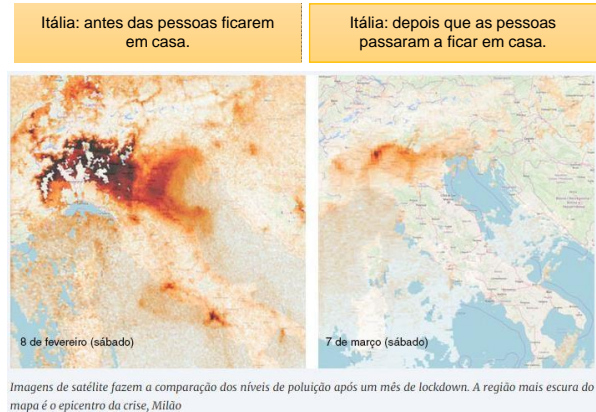 Itália: antes das pessoas ficarem
em casa.
Itália: depois que as pessoas
passaram a ficar em casa.
8 de fevereiro (sábado)
7 de março (sábado)
Imagens de satélite fazem a comparação dos níveis de poluição após um mês de lockdown. A região mais escura do
mapa é o epicentro da crise, Milão